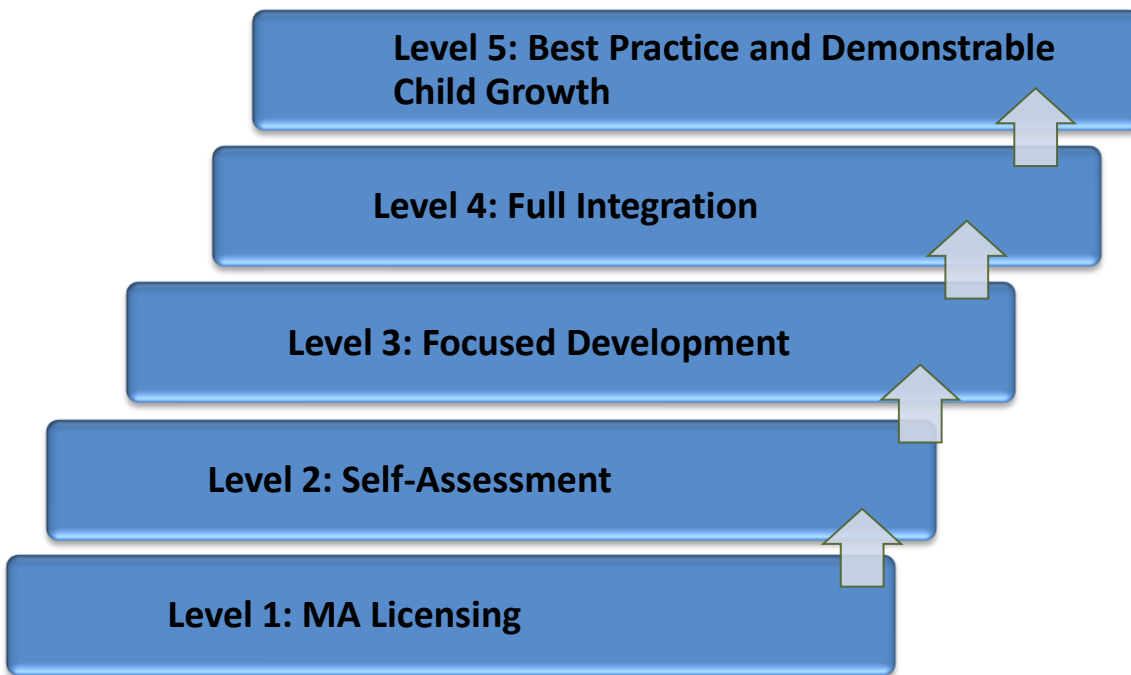 Level 5: Best Practice and Demonstrable
Child Growth
Level 4: Full Integration
Level 3: Focused Development
Level 2: Self-Assessment
Level 1: MA Licensing